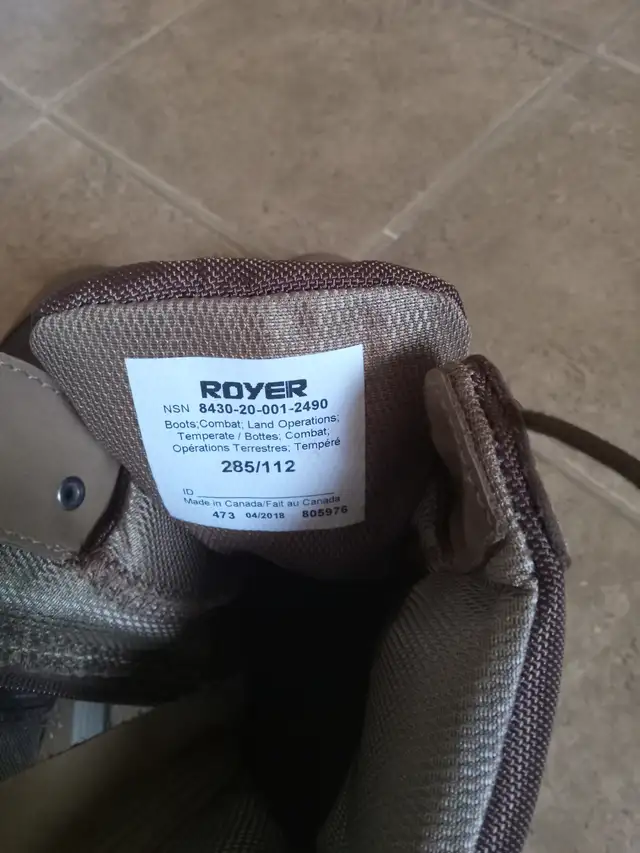 ROYER
NSN 8430-20-001-2490
Boots;Combat; Land Operations;
Temperate / Bottes; Combat;
Opérations Terrestres; Tempéré
285/112
ID
Made in Canada/Fait au Canada
473 04/2018 805976